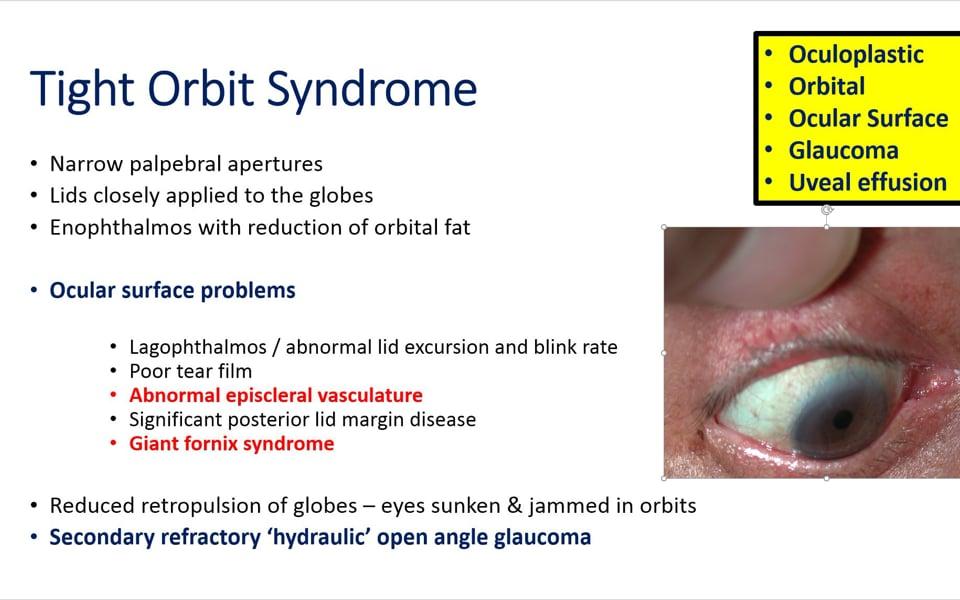 Tight Orbit Syndrome
• Narrow palpebral apertures
• Lids closely applied to the globes
• Enophthalmos with reduction of orbital fat
• Ocular surface problems
• Lagophthalmos / abnormal lid excursion and blink rate
• Poor tear film
• Abnormal episcleral vasculature
• Significant posterior lid margin disease
• Giant fornix syndrome
• Reduced retropulsion of globes – eyes sunken & jammed in orbits
• Secondary refractory ‘hydraulic’ open angle glaucoma
• Oculoplastic
• Orbital
• Ocular Surface
• Glaucoma
• Uveal effusion